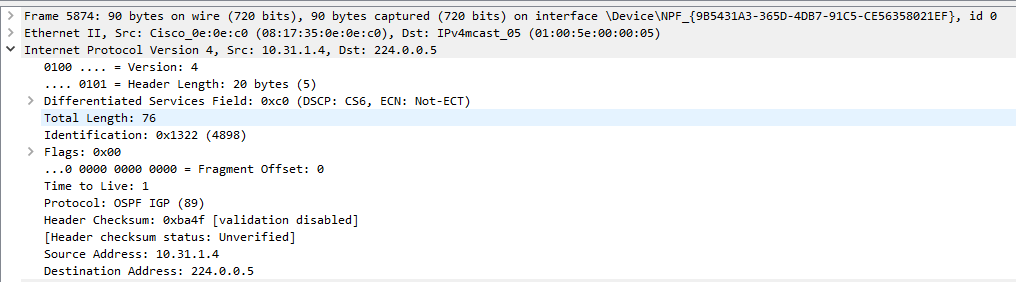 Frame 5874: 90 bytes on wire (720 bits), 90 bytes captured (720 bits) on interface \Device\NPF_{9B5431A3-365D-4DB7-91C5-CE56358021EF}, id 0
Ethernet II, Src: Cisco_0e:0e:c0 (08:17:35:0e:0e:c0), Dst: IPv4mcast_05 (01:00:5e:00:00:05)
Internet Protocol Version 4, Src: 10.31.1.4, Dst: 224.0.0.5
0100 .... = Version: 4
.... 0101 = Header Length: 20 bytes (5)
Differentiated Services Field: 0xc0 (DSCP: CS6, ECN: Not-ECT)
Total Length: 76
Identification: 0x1322 (4898)
Flags: 0x00
...0 0000 0000 0000 = Fragment Offset: 0
Time to Live: 1
Protocol: OSPF IGP (89)
Header Checksum: 0xba4f [validation disabled]
[Header checksum status: Unverified]
Source Address: 10.31.1.4
Destination Address: 224.0.0.5